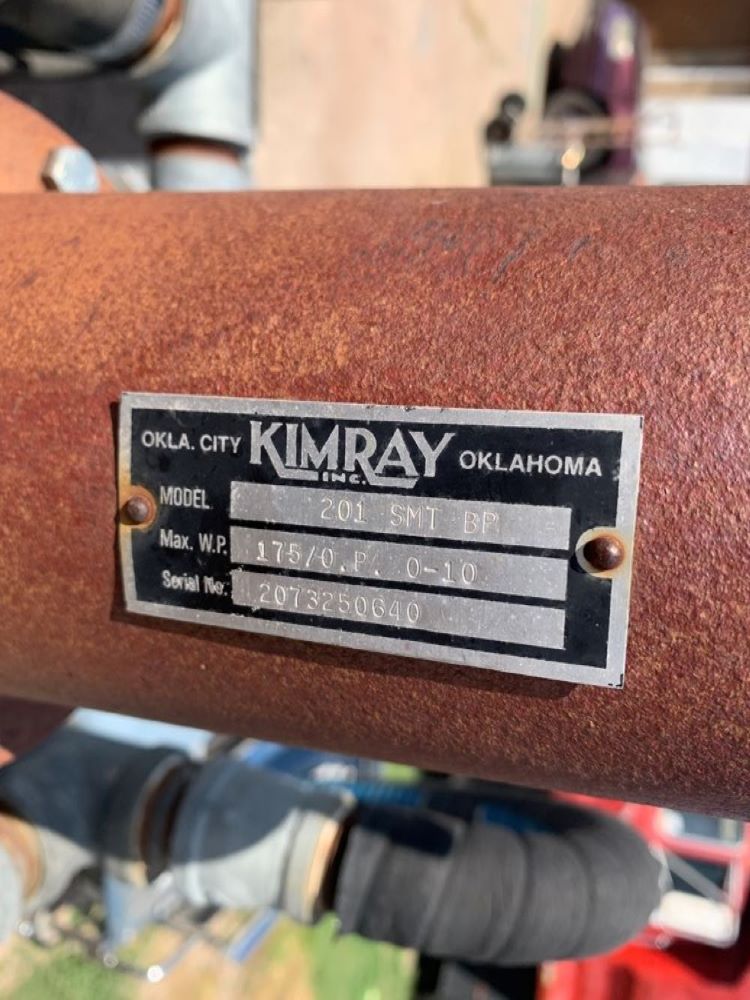 OKLA. CITY KIMRAY INC. OKLAHOMA
MODEL 201 SMT BP
Max. W.P. 175/O.P. 0-10
Serial No. 2073250640